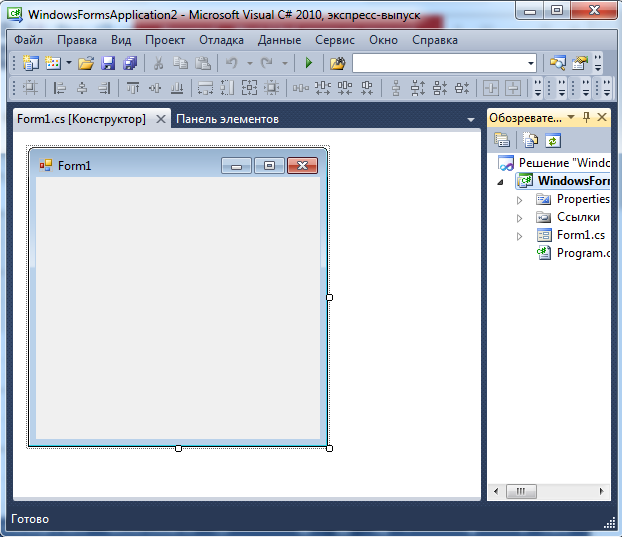 WindowsFormsApplication2 - Microsoft Visual C# 2010, экспресс-выпуск
Файл Правка Вид Проект Отладка Данные Сервис Окно Справка
Form1.cs [Конструктор] Панель элементов
Обозревате...
Form1
Решение "Windo
WindowsForm
Properties
Ссылки
Form1.cs
Program.c
Готово